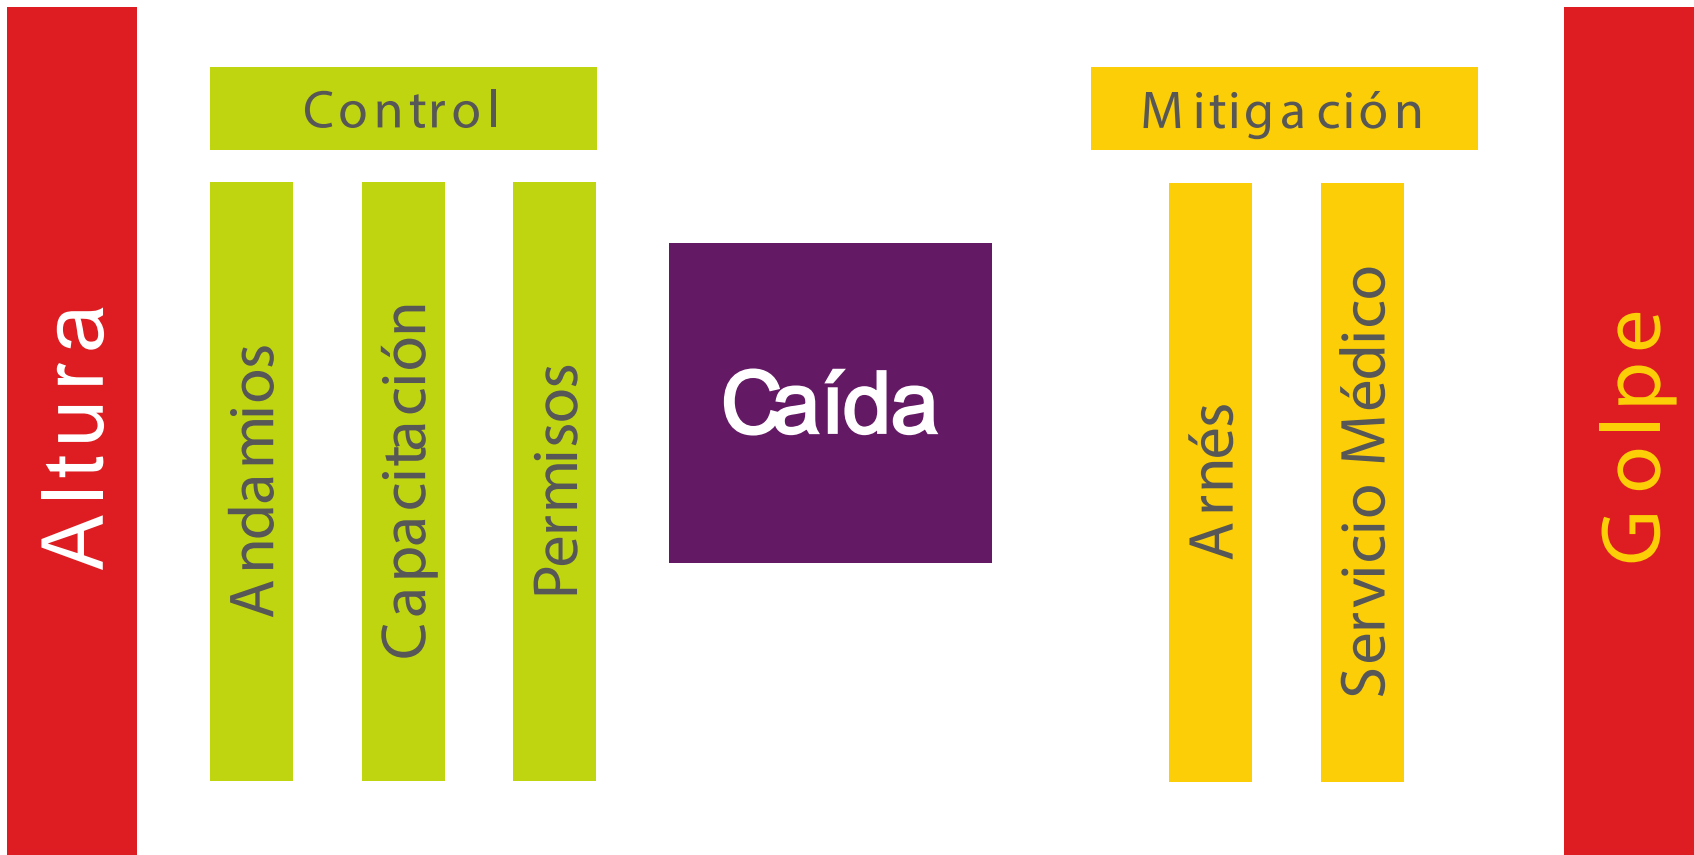 Altura
Control
Andamios
Capacitación
Permisos
Caída
Mitigación
Arnés
Servicio Médico
Golpe